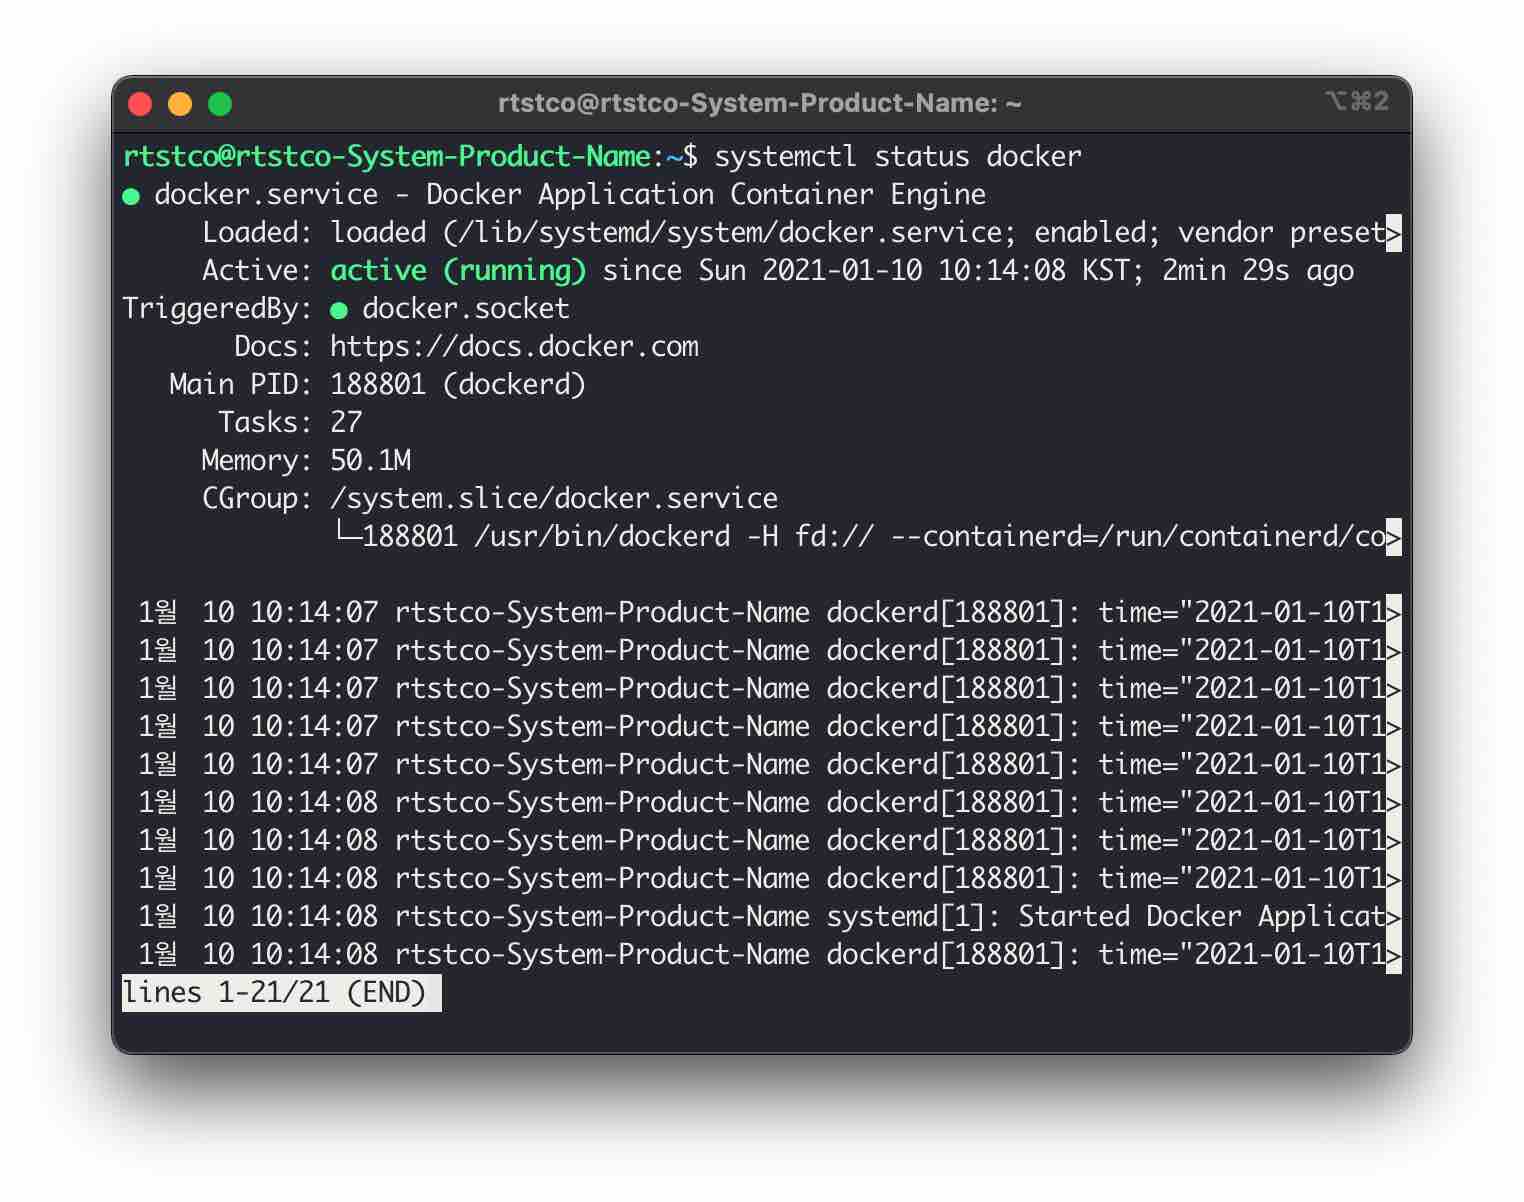 rtstco@rtstco-System-Product-Name: ~ ⌥⌘2
rtstco@rtstco-System-Product-Name:~$ systemctl status docker
● docker.service - Docker Application Container Engine
     Loaded: loaded (/lib/systemd/system/docker.service; enabled; vendor preset>
     Active: active (running) since Sun 2021-01-10 10:14:08 KST; 2min 29s ago
TriggeredBy: ● docker.socket
       Docs: https://docs.docker.com
   Main PID: 188801 (dockerd)
      Tasks: 27
     Memory: 50.1M
     CGroup: /system.slice/docker.service
             └─188801 /usr/bin/dockerd -H fd:// --containerd=/run/containerd/co>
 1월  10 10:14:07 rtstco-System-Product-Name dockerd[188801]: time="2021-01-10T1>
 1월  10 10:14:07 rtstco-System-Product-Name dockerd[188801]: time="2021-01-10T1>
 1월  10 10:14:07 rtstco-System-Product-Name dockerd[188801]: time="2021-01-10T1>
 1월  10 10:14:07 rtstco-System-Product-Name dockerd[188801]: time="2021-01-10T1>
 1월  10 10:14:07 rtstco-System-Product-Name dockerd[188801]: time="2021-01-10T1>
 1월  10 10:14:08 rtstco-System-Product-Name dockerd[188801]: time="2021-01-10T1>
 1월  10 10:14:08 rtstco-System-Product-Name dockerd[188801]: time="2021-01-10T1>
 1월  10 10:14:08 rtstco-System-Product-Name dockerd[188801]: time="2021-01-10T1>
 1월  10 10:14:08 rtstco-System-Product-Name systemd[1]: Started Docker Applicat>
 1월  10 10:14:08 rtstco-System-Product-Name dockerd[188801]: time="2021-01-10T1>
lines 1-21/21 (END)